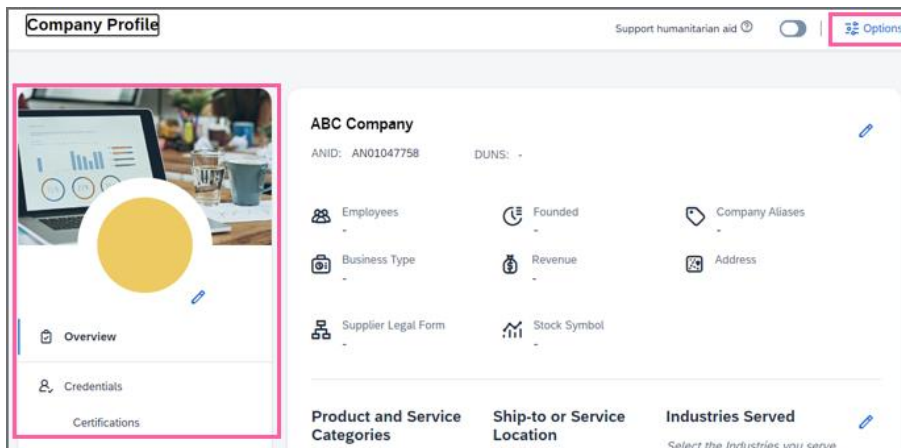 Company Profile
Support humanitarian aid
Options
ABC Company
ANID: AN01047758 DUNS: -
Employees
-
Founded
-
Company Aliases
-
Business Type
-
Revenue
-
Address
Supplier Legal Form
-
Stock Symbol
-
Overview
Credentials
Certifications
Product and Service
Categories
Ship-to or Service
Location
Industries Served
Select the Industries you serve